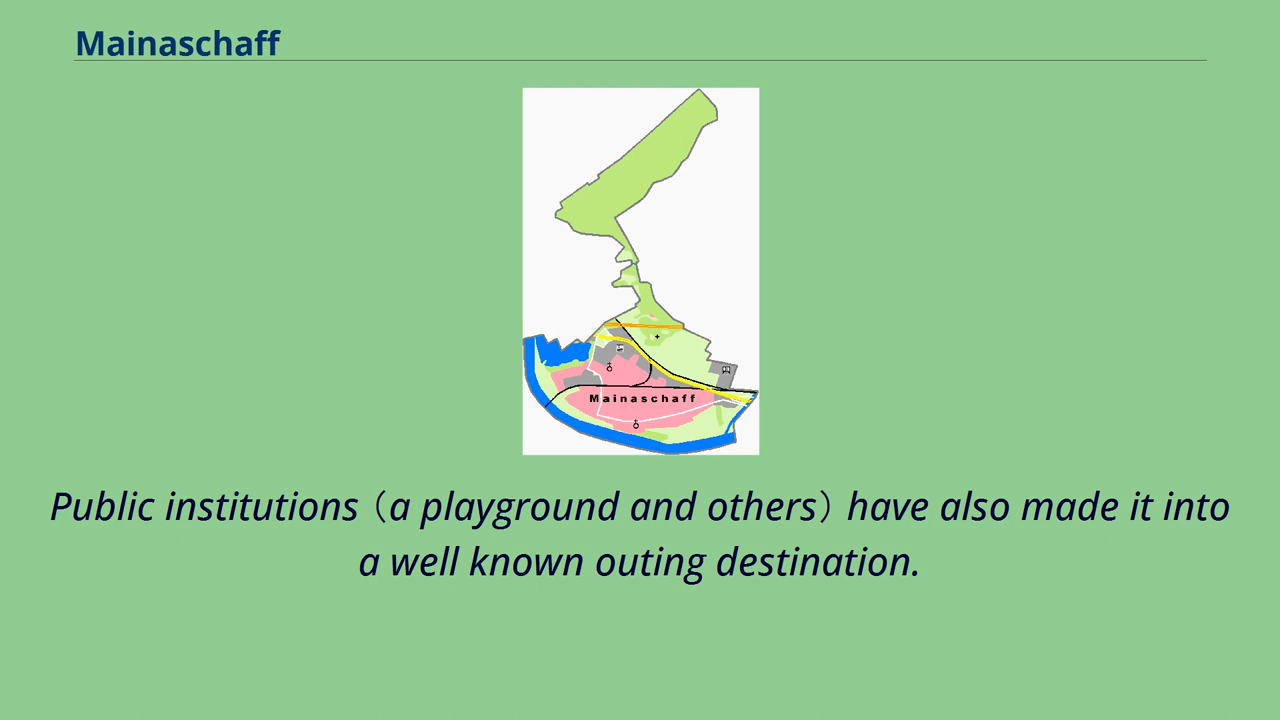 Mainaschaff
Mainaschaff
Public institutions (a playground and others) have also made it into
a well known outing destination.